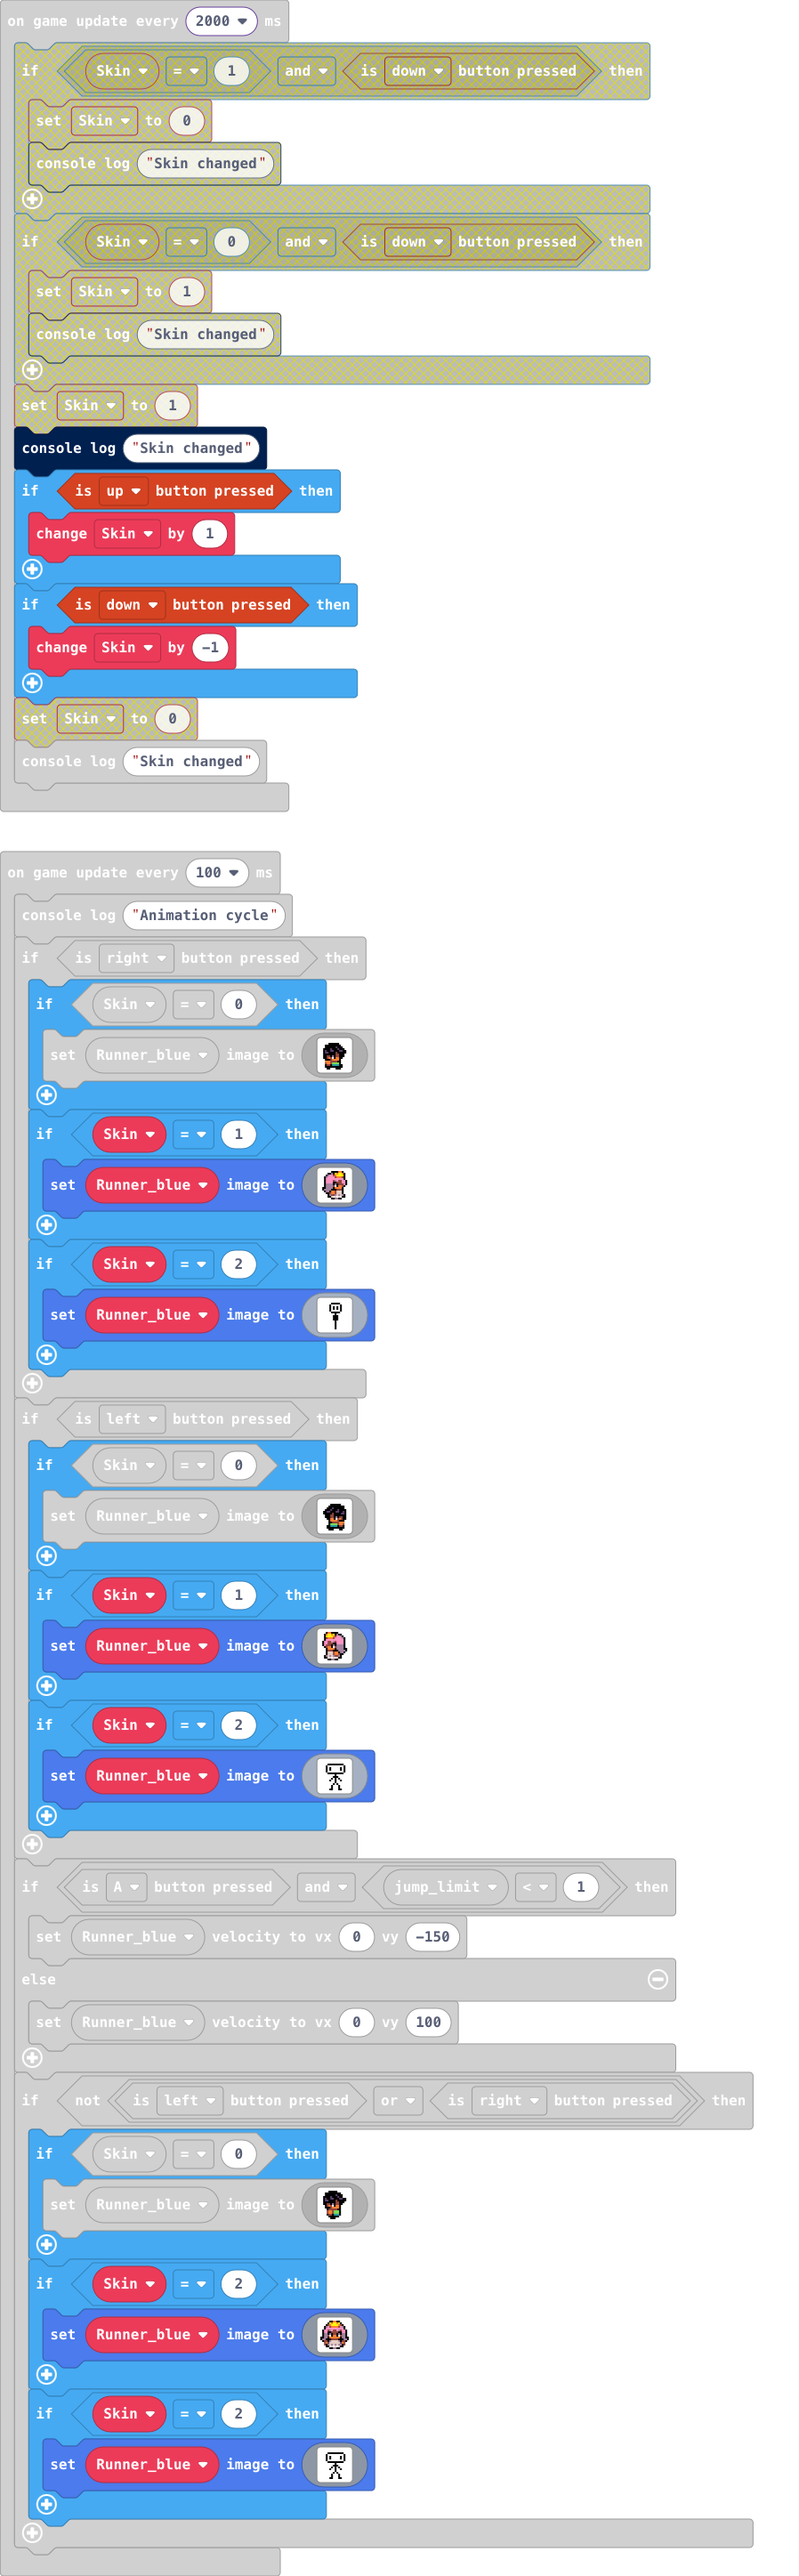 on game update every 2000 ms
if Skin = 1 and is down button pressed then
set Skin to 0
console log "Skin changed"
if Skin = 0 and is down button pressed then
set Skin to 1
console log "Skin changed"
set Skin to 1
console log "Skin changed"
if is up button pressed then
change Skin by 1
if is down button pressed then
change Skin by -1
set Skin to 0
console log "Skin changed"
on game update every 100 ms
console log "Animation cycle"
if is right button pressed then
if Skin = 0 then
set Runner_blue image to
if Skin = 1 then
set Runner_blue image to
if Skin = 2 then
set Runner_blue image to
if is left button pressed then
if Skin = 0 then
set Runner_blue image to
if Skin = 1 then
set Runner_blue image to
if Skin = 2 then
set Runner_blue image to
if is A button pressed and jump_limit < 1 then
set Runner_blue velocity to vx 0 vy -150
else
set Runner_blue velocity to vx 0 vy 100
if not is left button pressed or is right button pressed then
if Skin = 0 then
set Runner_blue image to
if Skin = 2 then
set Runner_blue image to
if Skin = 2 then
set Runner_blue image to